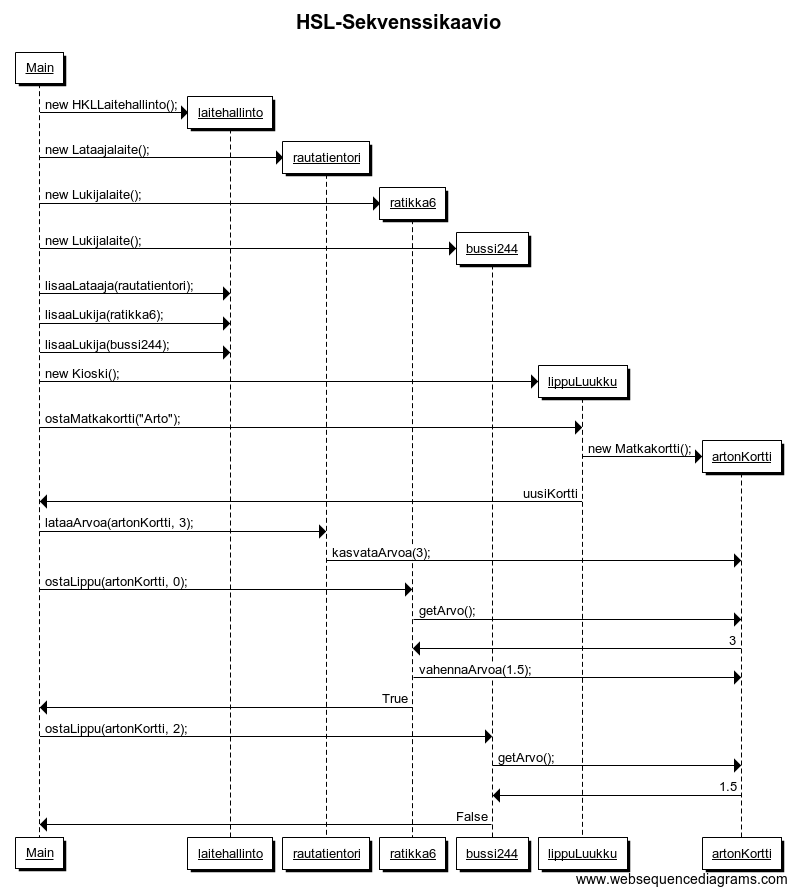 HSL-Sekvenssikaavio
Main
new HKLLaitehallinto();
laitehallinto
new Lataajalaite();
rautatientori
new Lukijalaite();
ratikka6
new Lukijalaite();
bussi244
lisaaLataaja(rautatientori);
lisaaLukija(ratikka6);
lisaaLukija(bussi244);
new Kioski();
lippuLuukku
ostaMatkakortti("Arto");
new Matkakortti();
artonKortti
uusiKortti
lataaArvoa(artonKortti, 3);
kasvataArvoa(3);
ostaLippu(artonKortti, 0);
getArvo();
3
vahennaArvoa(1.5);
True
ostaLippu(artonKortti, 2);
getArvo();
1.5
False
Main
laitehallinto
rautatientori
ratikka6
bussi244
lippuLuukku
artonKortti
www.websequencediagrams.com